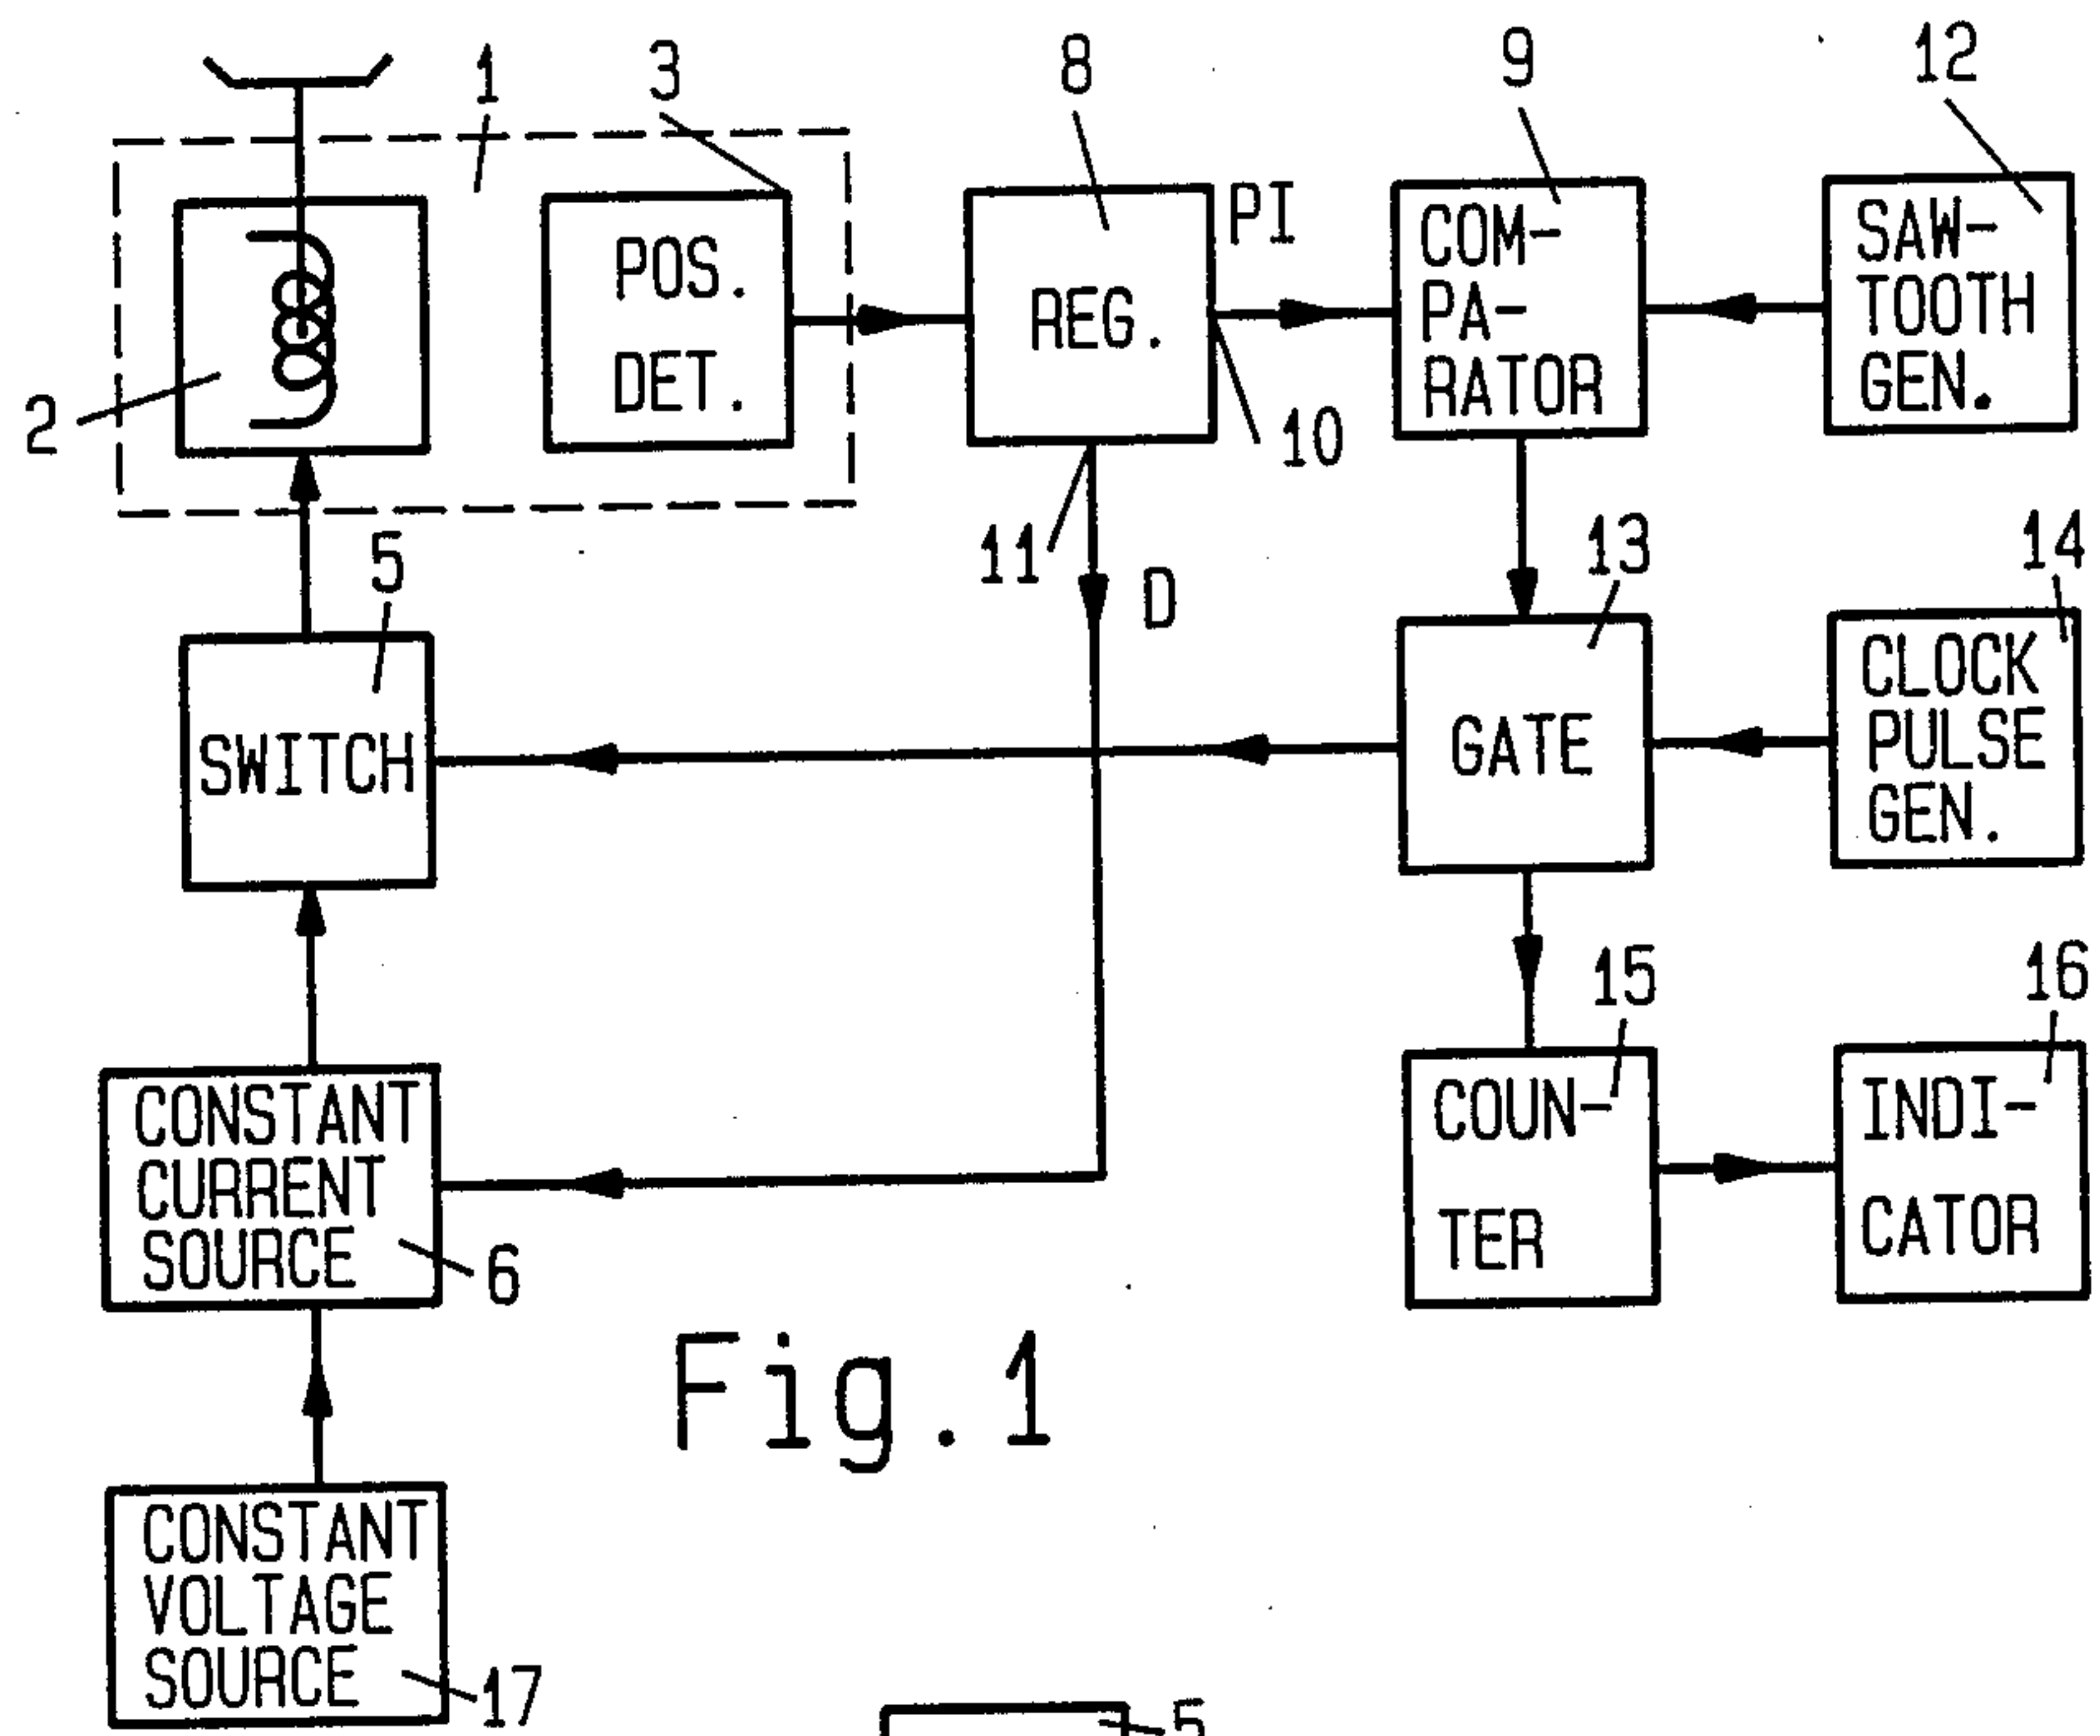 1
3
8
9
12
POS.
DET.
REG.
PI
COM-
PA-
RATOR
SAW-
TOOTH
GEN.
2
10
11
D
5
13
14
SWITCH
GATE
CLOCK
PULSE
GEN.
15
16
CONSTANT
CURRENT
SOURCE
6
COUN-
TER
INDI-
CATOR
Fig.1
CONSTANT
VOLTAGE
SOURCE
17
5